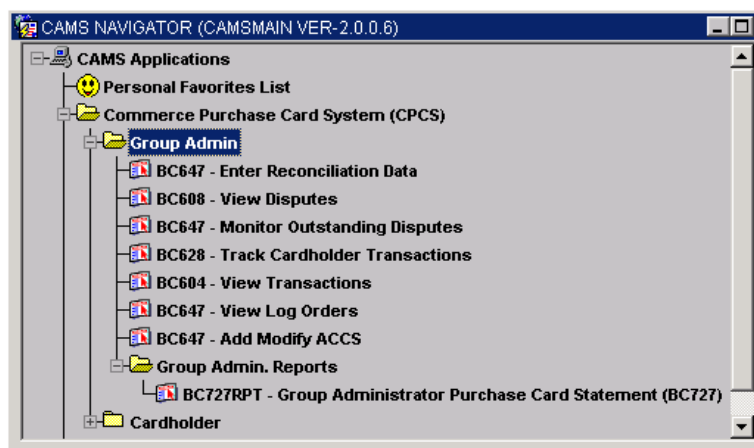 CAMS NAVIGATOR (CAMSMAIN VER-2.0.0.6)
CAMS Applications
Personal Favorites List
Commerce Purchase Card System (CPCS)
Group Admin
BC647 - Enter Reconciliation Data
BC608 - View Disputes
BC647 - Monitor Outstanding Disputes
BC628 - Track Cardholder Transactions
BC604 - View Transactions
BC647 - View Log Orders
BC647 - Add Modify ACCS
Group Admin. Reports
BC727RPT - Group Administrator Purchase Card Statement (BC727)
Cardholder